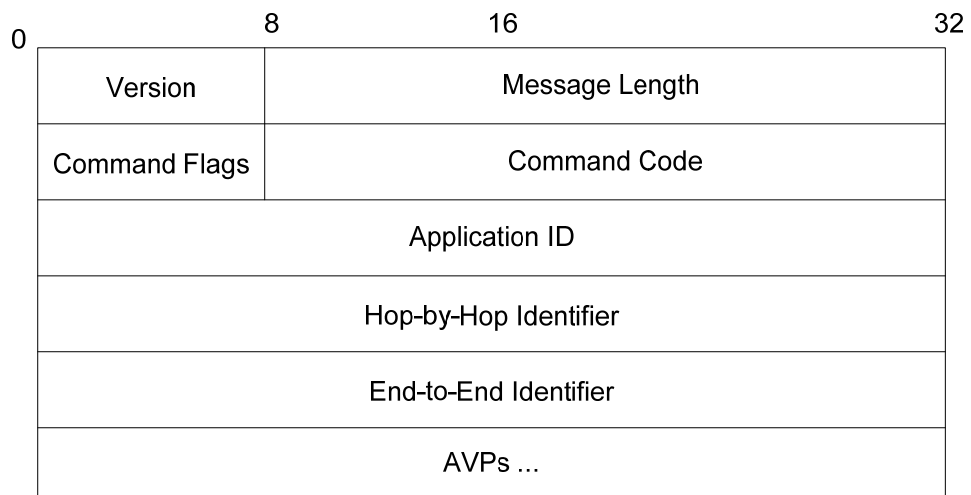 0 8 16 32
Version Message Length
Command Flags Command Code
Application ID
Hop-by-Hop Identifier
End-to-End Identifier
AVPs ...